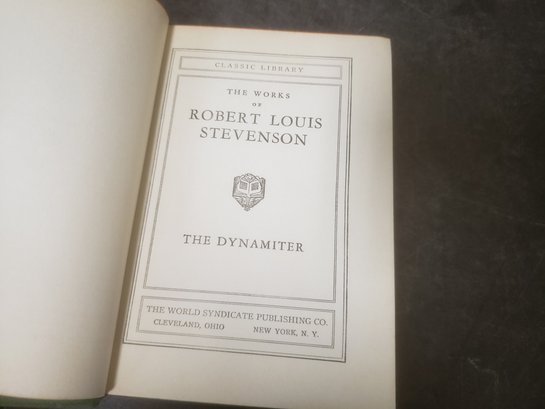 CLASSIC LIBRARY
THE WORKS
OF
ROBERT LOUIS
STEVENSON
THE DYNAMITER
THE WORLD SYNDICATE PUBLISHING CO.
CLEVELAND, OHIO NEW YORK, N. Y.